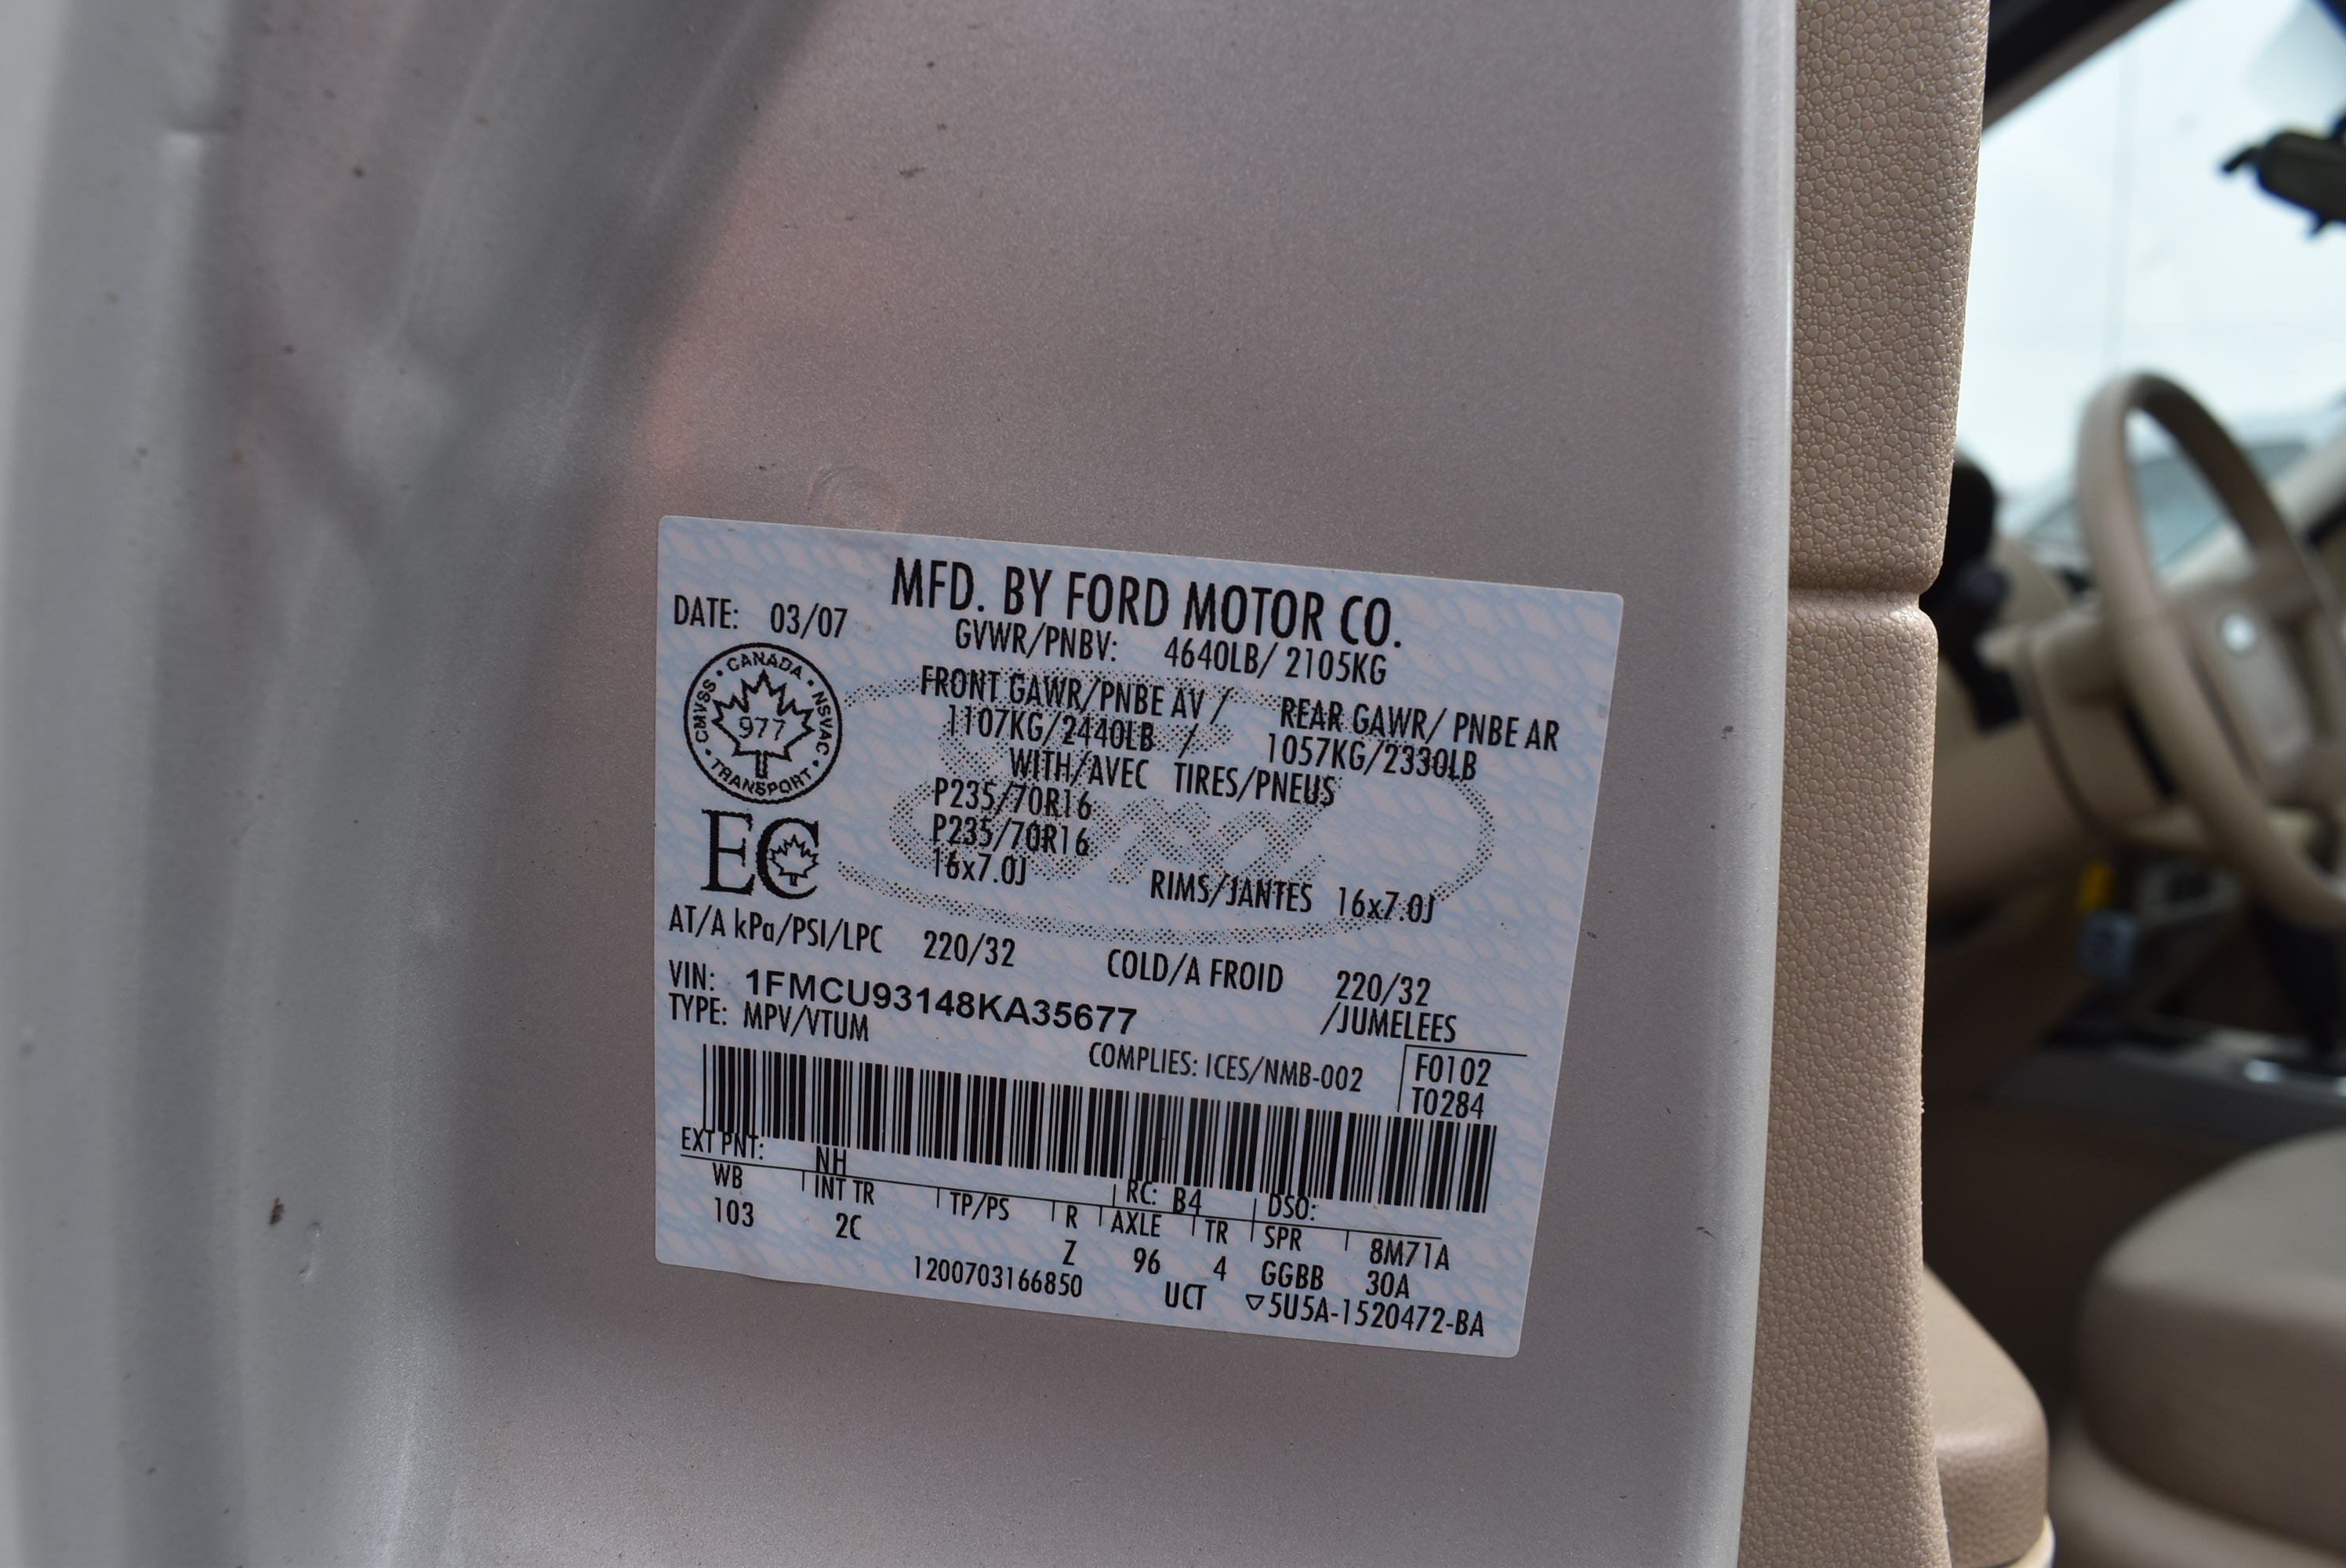 MFD. BY FORD MOTOR CO.
DATE: 03/07
GVWR/PNBV: 4640LB/ 2105KG
CANADA · NSVAC · TRANSPORT · CMVSS ·
977
FRONT GAWR/PNBE AV / REAR GAWR/ PNBE AR
1107KG/2440LB / 1057KG/2330LB
WITH/AVEC TIRES/PNEUS
P235/70R16
P235/70R16
EC
16x7.0J RIMS/JANTES 16x7.0J
AT/A kPa/PSI/LPC 220/32 COLD/A FROID 220/32
VIN: 1FMCU93148KA35677 /JUMELEES
TYPE: MPV/VTUM
COMPLIES: ICES/NMB-002 F0102
T0284
EXT PNT: NH RC: B4 DSO:
WB INT TR TP/PS R AXLE TR SPR 8M71A
103 2C Z 96 4 GGBB 30A
1200703166850 UCT ▽5U5A-1520472-BA